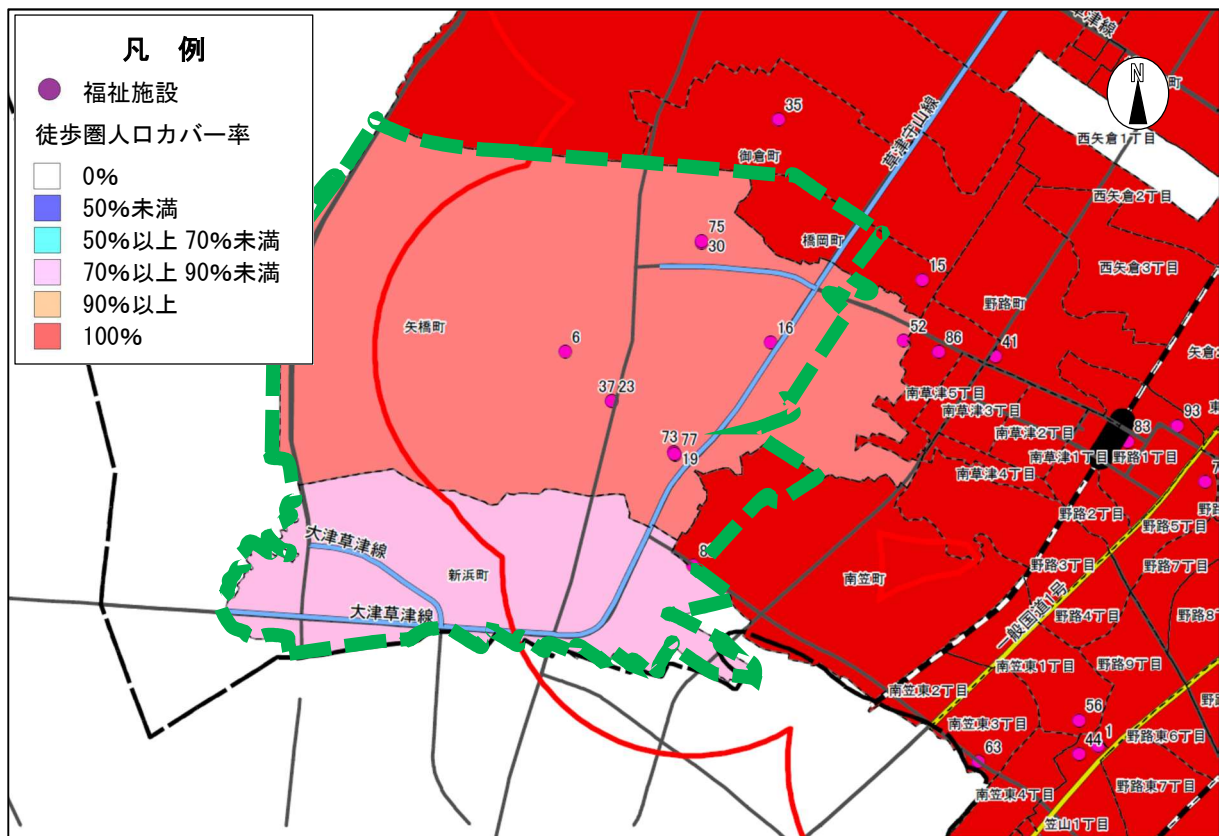 凡 例
福祉施設
徒歩圏人口カバー率
0%
50%未満
50%以上 70%未満
70%以上 90%未満
90%以上
100%
N
西矢倉1丁目
35
御倉町
草津守山線
西矢倉2丁目
75
30
橋岡町
西矢倉3丁目
15
野路町
矢橋町
6
16
52
86
41
37 23
南草津5丁目
南草津3丁目
南草津2丁目
93
83
73 77
19
南草津1丁目
野路1丁目
南草津4丁目
野路2丁目
野路5丁目
大津草津線
新浜町
8
南笠町
野路3丁目
野路7丁目
大津草津線
一般国道1号
野路4丁目
野路8
南笠東1丁目
野路9丁目
南笠東2丁目
南笠東3丁目
56
1
野路東6丁目
44
63
野路東7丁目
南笠東4丁目
笠山1丁目